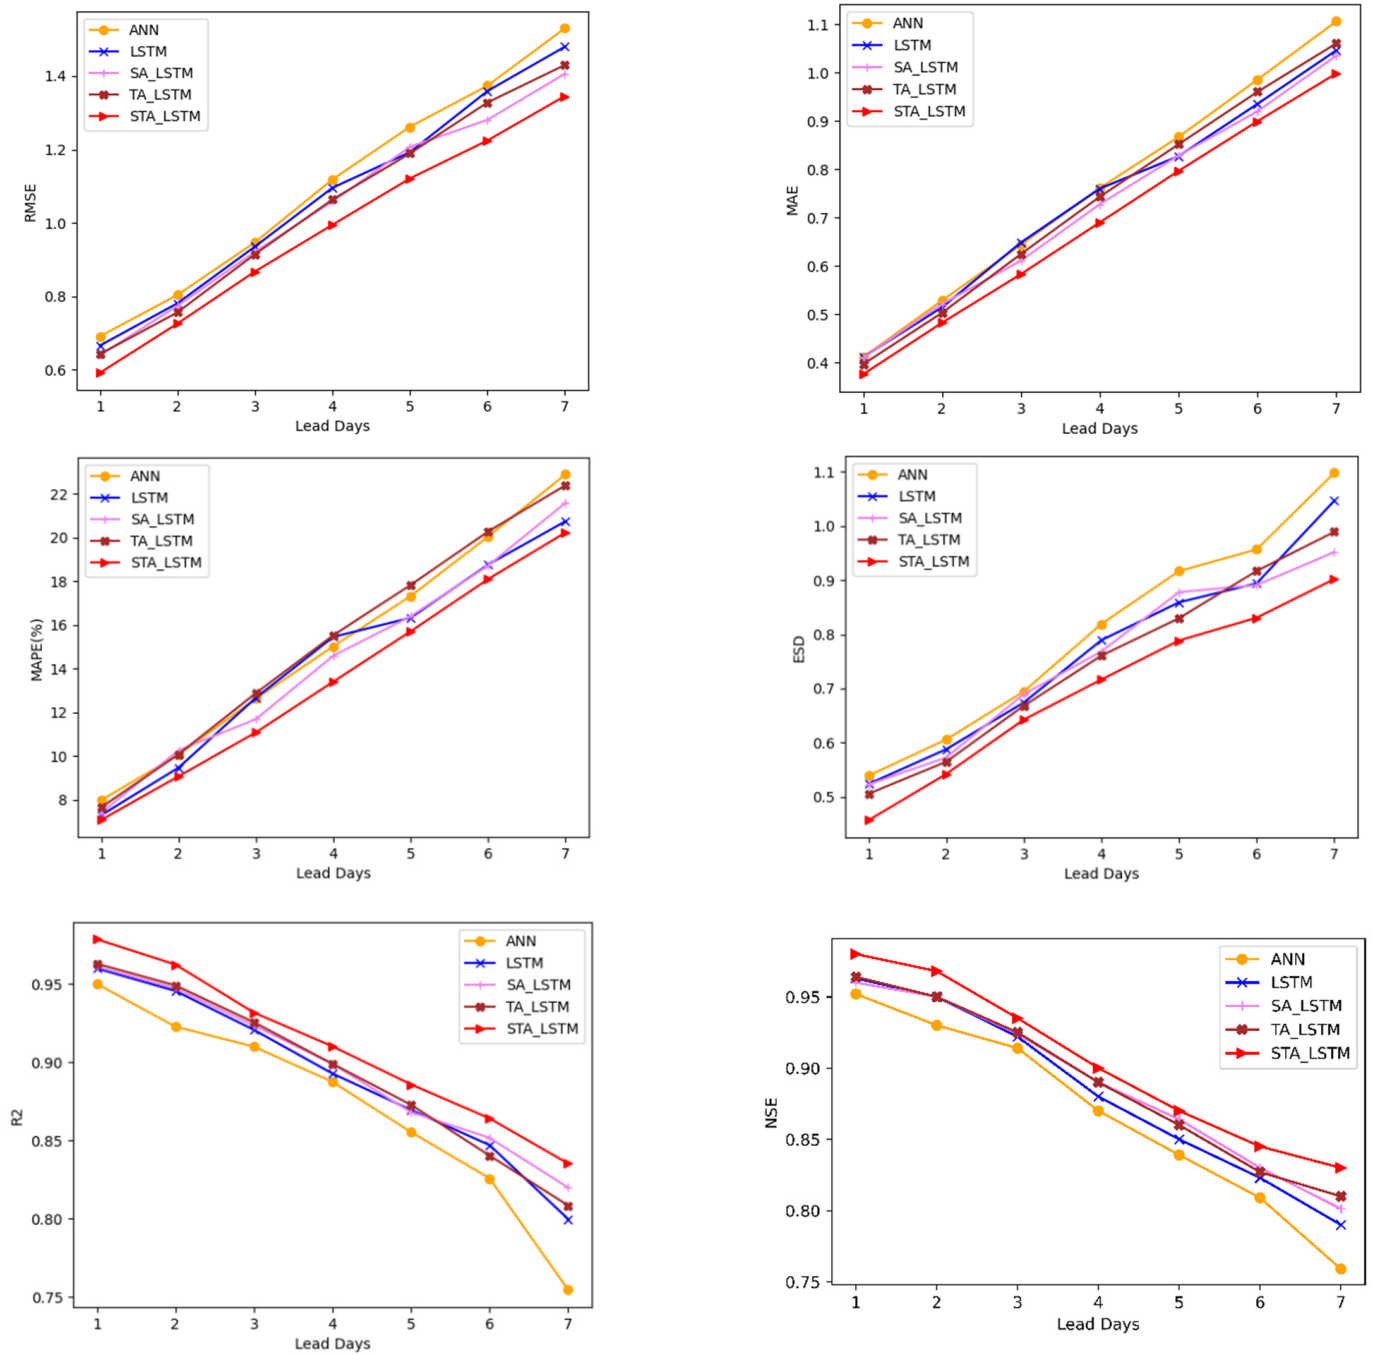 ANN
LSTM
SA_LSTM
TA_LSTM
STA_LSTM
1.4
1.2
1.0
0.8
0.6
RMSE
1 2 3 4 5 6 7
Lead Days
ANN
LSTM
SA_LSTM
TA_LSTM
STA_LSTM
1.1
1.0
0.9
0.8
0.7
0.6
0.5
0.4
MAE
1 2 3 4 5 6 7
Lead Days
ANN
LSTM
SA_LSTM
TA_LSTM
STA_LSTM
22
20
18
16
14
12
10
8
MAPE(%)
1 2 3 4 5 6 7
Lead Days
ANN
LSTM
SA_LSTM
TA_LSTM
STA_LSTM
1.1
1.0
0.9
0.8
0.7
0.6
0.5
ESD
1 2 3 4 5 6 7
Lead Days
ANN
LSTM
SA_LSTM
TA_LSTM
STA_LSTM
0.95
0.90
0.85
0.80
0.75
R2
1 2 3 4 5 6 7
Lead Days
ANN
LSTM
SA_LSTM
TA_LSTM
STA_LSTM
0.95
0.90
0.85
0.80
0.75
NSE
1 2 3 4 5 6 7
Lead Days